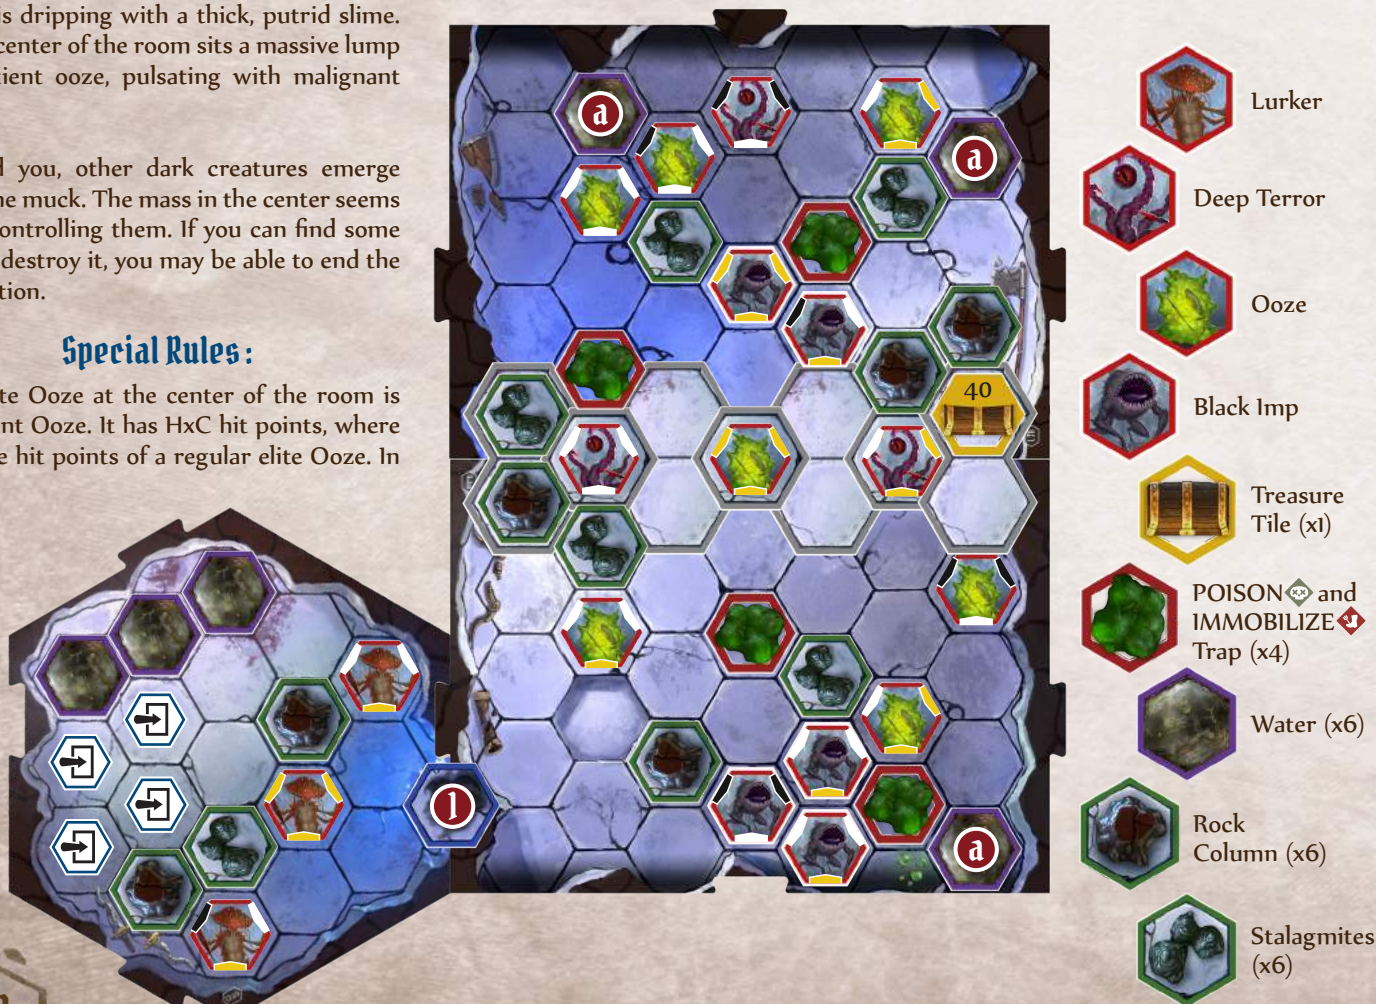 is dripping with a thick, putrid slime.
center of the room sits a massive lump
ient ooze, pulsating with malignant
d you, other dark creatures emerge
he muck. The mass in the center seems
ontrolling them. If you can find some
destroy it, you may be able to end the
tion.
Special Rules:
te Ooze at the center of the room is
nt Ooze. It has HxC hit points, where
e hit points of a regular elite Ooze. In
a
a
40
1
a
Lurker
Deep Terror
Ooze
Black Imp
Treasure
Tile (x1)
POISON and
IMMOBILIZE
Trap (x4)
Water (x6)
Rock
Column (x6)
Stalagmites
(x6)